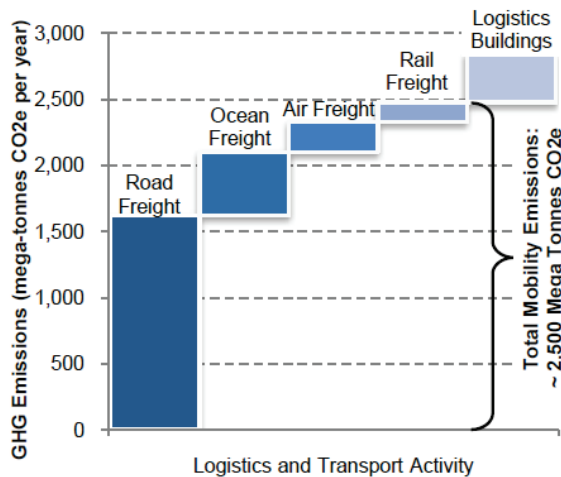 GHG Emissions (mega-tonnes CO2e per year)
3,000
2,500
2,000
1,500
1,000
500
0
Road
Freight
Ocean
Freight
Air Freight
Rail
Freight
Logistics
Buildings
Total Mobility Emissions:
~ 2,500 Mega Tonnes CO2e
Logistics and Transport Activity